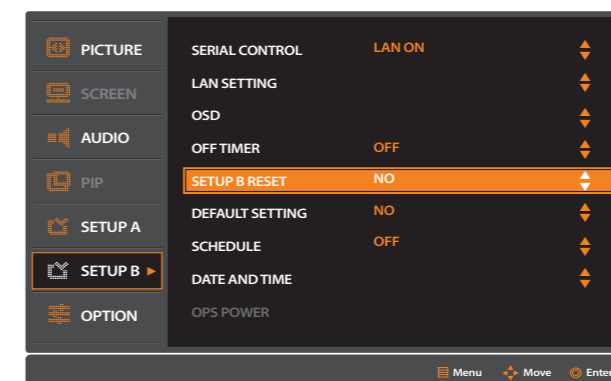 PICTURE
SCREEN
AUDIO
PIP
SETUP A
SETUP B
OPTION
SERIAL CONTROL LAN ON
LAN SETTING
OSD
OFF TIMER OFF
SETUP B RESET NO
DEFAULT SETTING NO
SCHEDULE OFF
DATE AND TIME
OPS POWER
Menu Move Enter